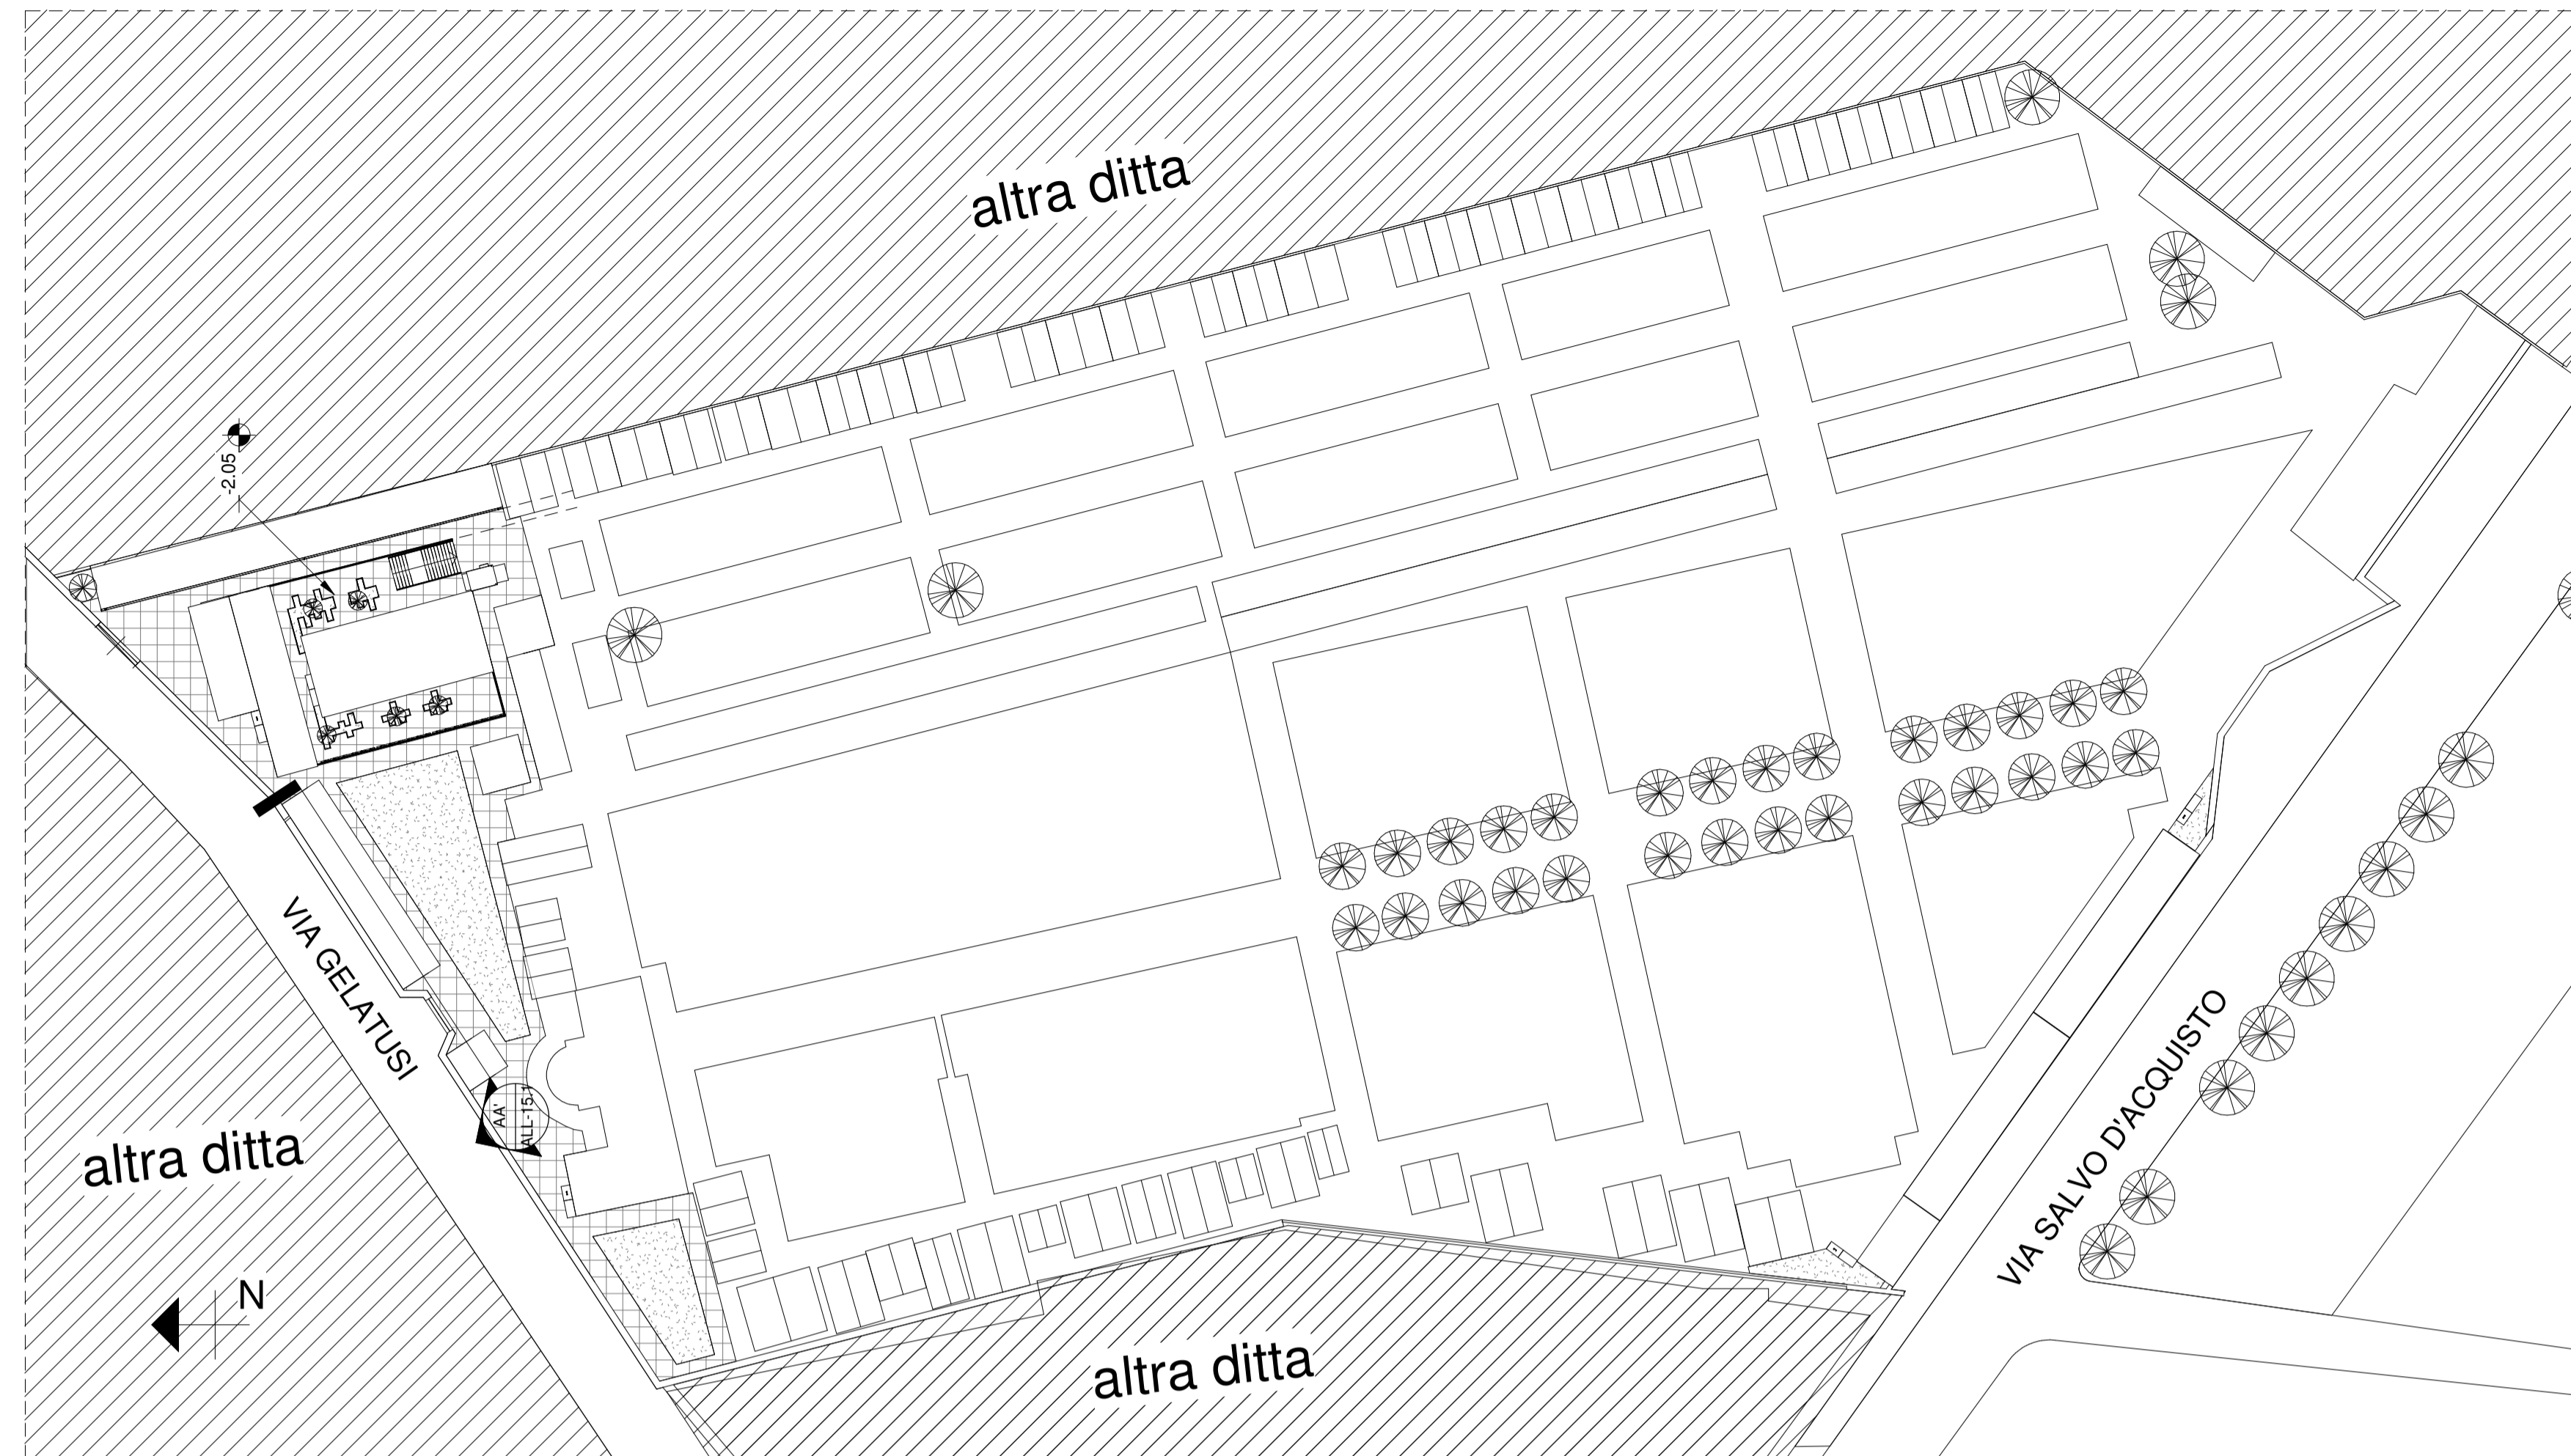 altra ditta
-2.05
VIA GELATUSI
AA'
ALL-15.1
altra ditta
N
altra ditta
VIA SALVO D'ACQUISTO